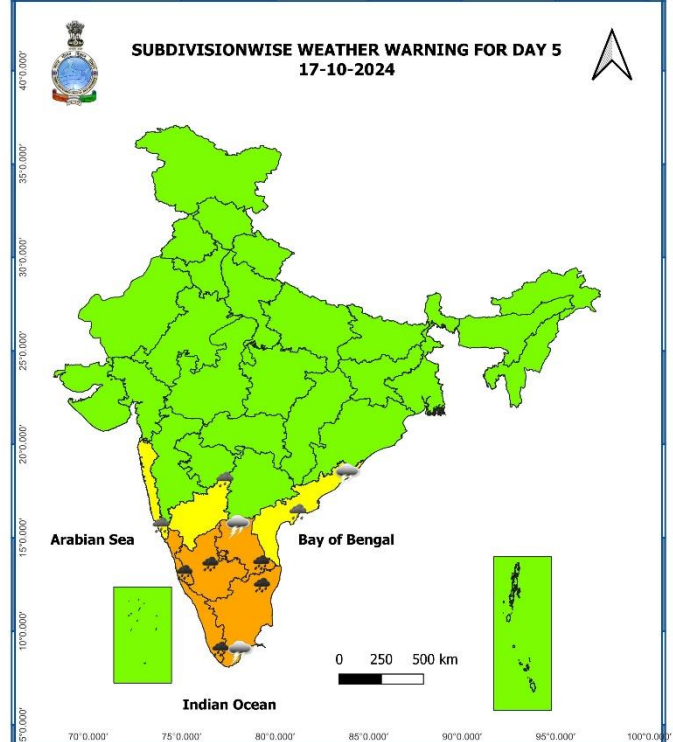 SUBDIVISIONWISE WEATHER WARNING FOR DAY 5
17-10-2024
40°0.000'
35°0.000'
30°0.000'
25°0.000'
20°0.000'
Arabian Sea
Bay of Bengal
15°0.000'
10°0.000'
0 250 500 km
Indian Ocean
5°0.000'
70°0.000' 75°0.000' 80°0.000' 85°0.000' 90°0.000' 95°0.000' 100°0.000'